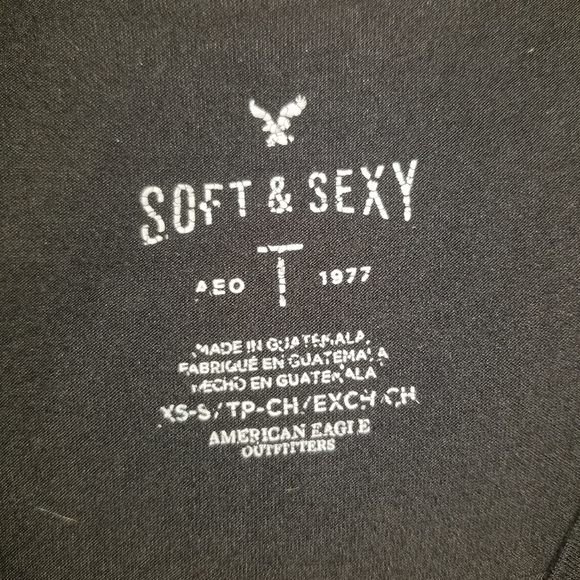 SOFT & SEXY
AEO T 1977
MADE IN GUATEMALA
FABRIQUÉ EN GUATEMALA
HECHO EN GUATEMALA
XS-S/TP-CH/EXCH-CH
AMERICAN EAGLE
OUTFITTERS